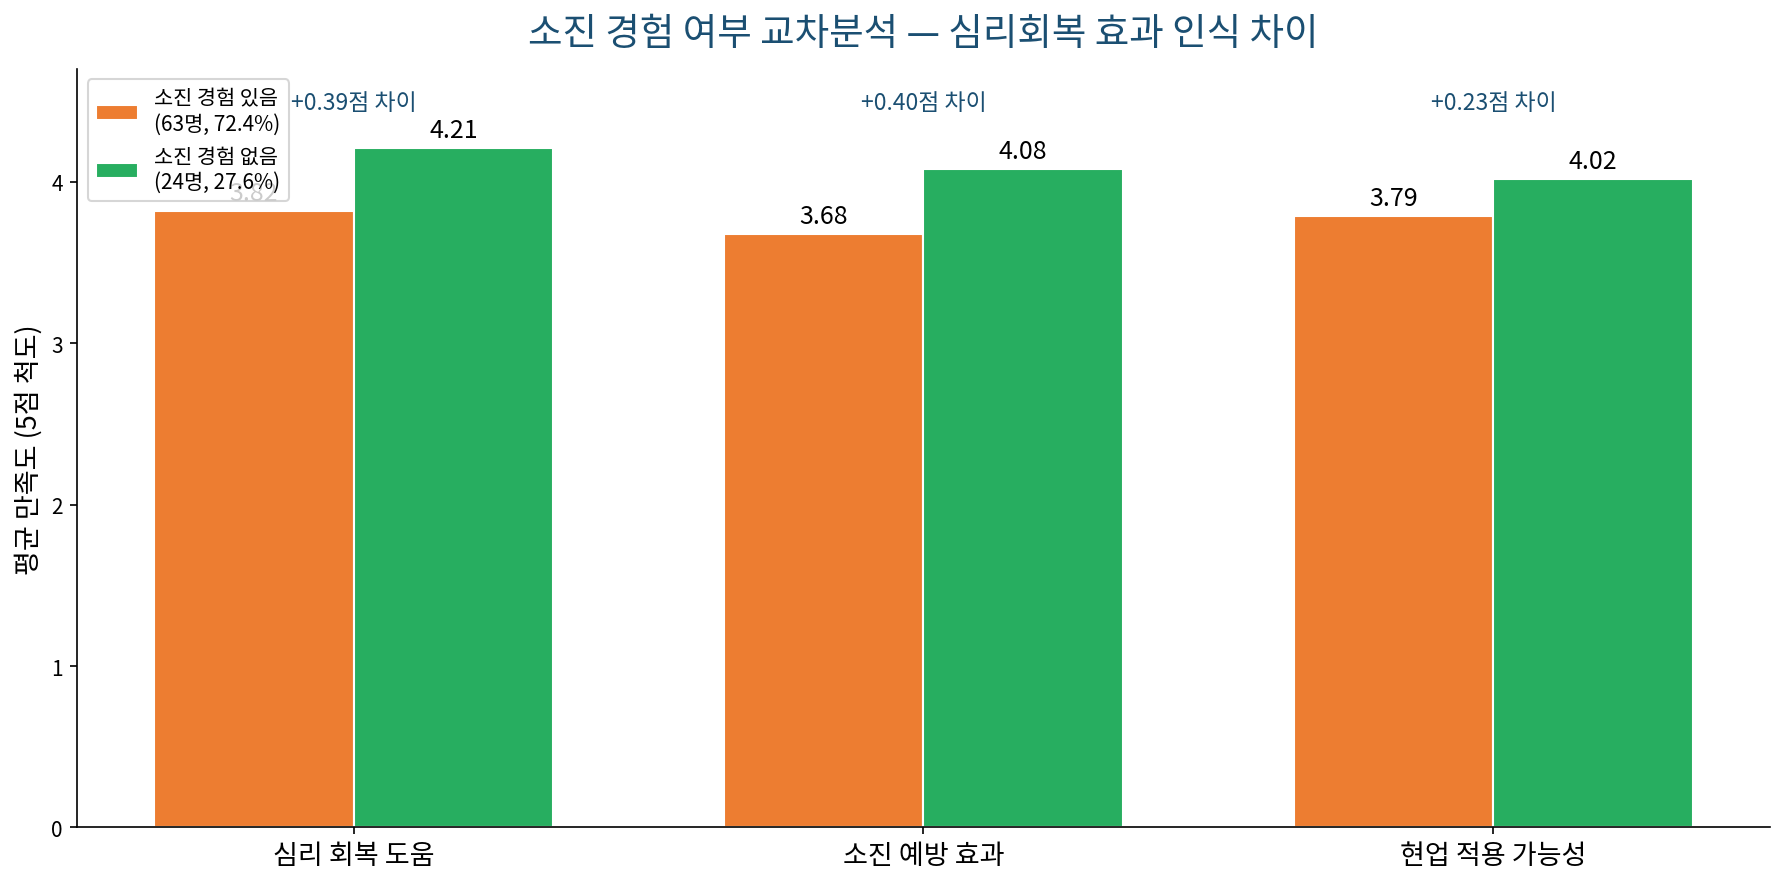 소진 경험 여부 교차분석 — 심리회복 효과 인식 차이
소진 경험 있음
(63명, 72.4%)
소진 경험 없음
(24명, 27.6%)
+0.39점 차이
+0.40점 차이
+0.23점 차이
3.82
4.21
3.68
4.08
3.79
4.02
평균 만족도 (5점 척도)
4
3
2
1
0
심리 회복 도움
소진 예방 효과
현업 적용 가능성